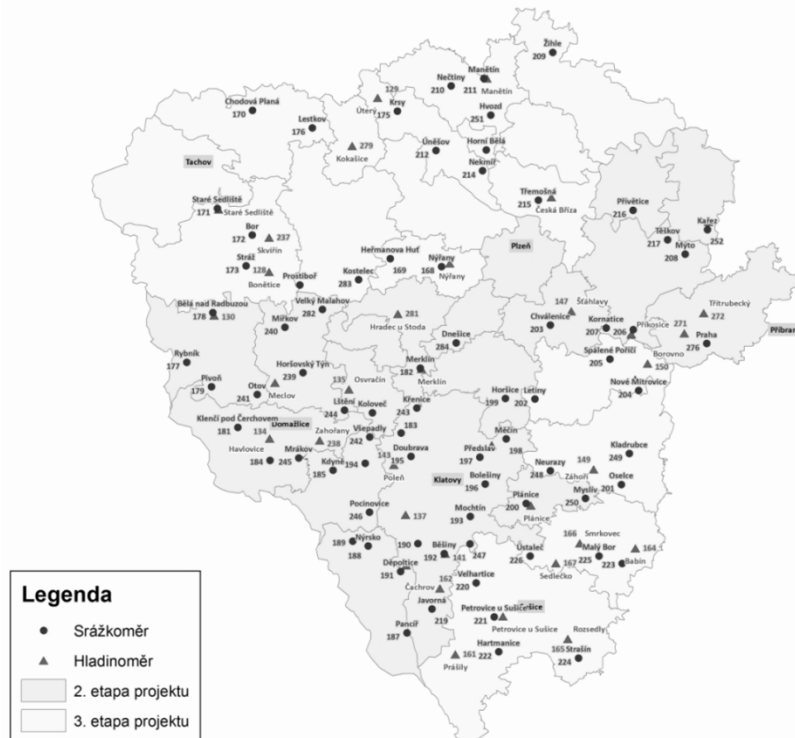 Žihle
209
Manětín
211
Manětín
Nečtiny
210
129
Úterý
Krsy
175
Hvozd
251
Chodová Planá
170
Lestkov
176
279
Kokašice
Úněšov
212
Horní Bělá
Nekmíř
214
Tachov
Třemošná
215
Česká Bříza
Přívětice
216
Staré Sedliště
171
Staré Sedliště
Bor
172
237
Skviřín
Těškov
217
Kařez
252
Mýto
208
Plzeň
Stráž
173
128
Bonětice
Prostiboř
Heřmanova Huť
169
Nýřany
168
Nýřany
Kostelec
283
Bělá nad Radbuzou
178
130
Velký Malahov
282
Mířkov
240
281
Hradec u Stoda
147
Šťáhlavy
Chválenice
203
Kornatice
207
206
Příkosice
Třítrubecký
272
271
Praha
276
Příbram
Dnešice
284
Borovno
150
Spálené Poříčí
205
Rybník
177
Merklín
182
Merklín
Horšovský Týn
239
Osvračín
135
Pivoň
179
Otov
241
Meclov
Nové Mitrovice
204
Horšice
199
Letiny
202
Lštění
244
Koloveč
Křenice
243
183
Klenčí pod Čerchovem
181
134
Domažlice
Havlovice
184
Zahořany
238
Všepadly
242
Mrákov
245
Kdyně
185
194
143
195
Doubrava
Poleň
Měčín
198
Předslav
197
Kladrubce
249
Klatovy
Bolešiny
196
Neurazy
248
149
Záhoří
Oselce
201
Myslív
250
Plánice
200
Plánice
Pocinovice
246
137
Mochtín
193
166
Smrkovec
164
189
Nýrsko
188
190
Běšiny
192
141
247
Ústaleč
226
167
Sedlečko
Malý Bor
225
223
Babín
Děpoltice
191
162
Čachrov
Velhartice
220
Javorná
219
Petrovice u Sušice
221
Sušice
Petrovice u Sušice
Rozsedly
165
Pancíř
187
161
Prášily
Hartmanice
222
Strašín
224
Legenda
Srážkoměr
Hladinoměr
2. etapa projektu
3. etapa projektu